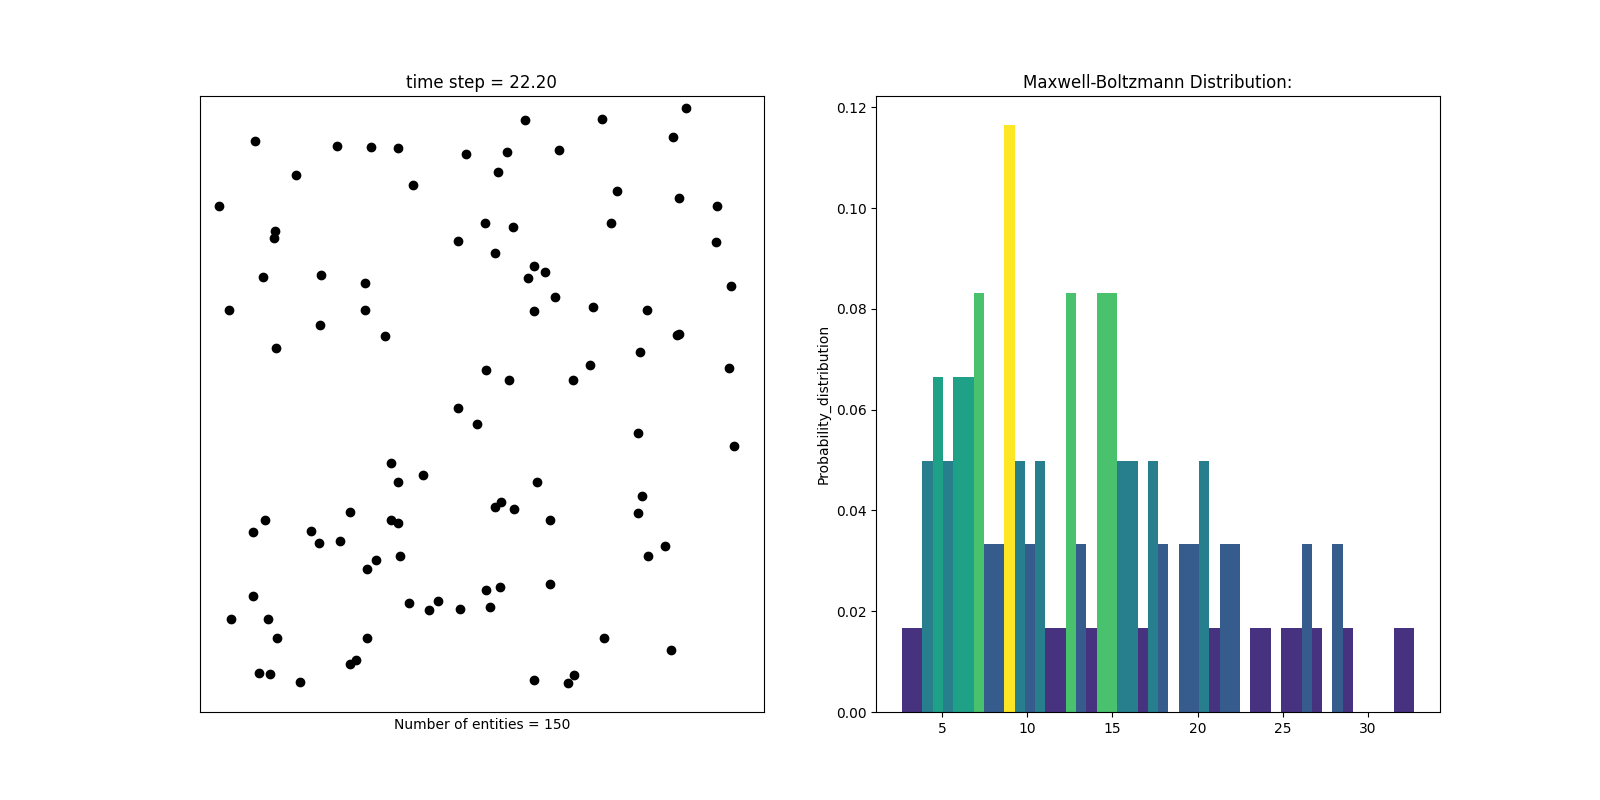 time step = 22.20
Number of entities = 150
Maxwell-Boltzmann Distribution:
Probability_distribution
0.12
0.10
0.08
0.06
0.04
0.02
0.00
5 10 15 20 25 30